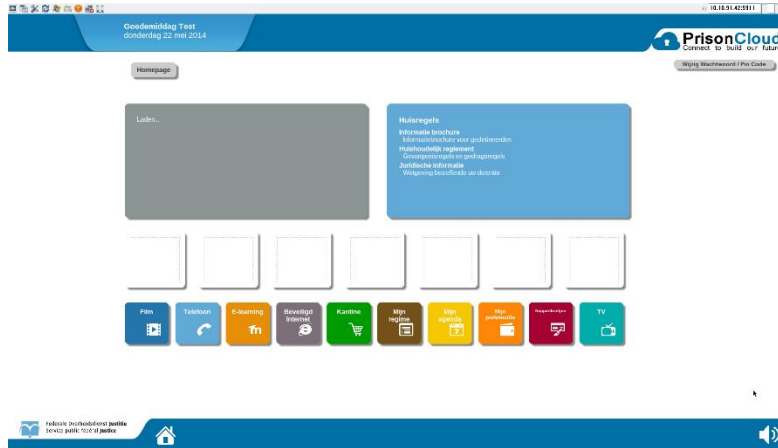 10.10.91.42:5911
Goedemiddag Test
donderdag 22 mei 2014
PrisonCloud
Connect to build our future
Homepage
Wijzig Wachtwoord / Pin Code
Laden...
Huisregels
Informatie brochure
Informatiebrochure voor gedetineerden
Huishoudelijk reglement
Gevangenisregels en gedragsregels
Juridische informatie
Wetgeving betreffende uw detentie
Film
Telefoon
E-learning
Beveiligd
Internet
Kantine
Mijn
regime
Mijn
agenda
Mijn
portefeuille
Rapportbriefjes
TV
Federale Overheidsdienst Justitie
Service public fédéral Justice